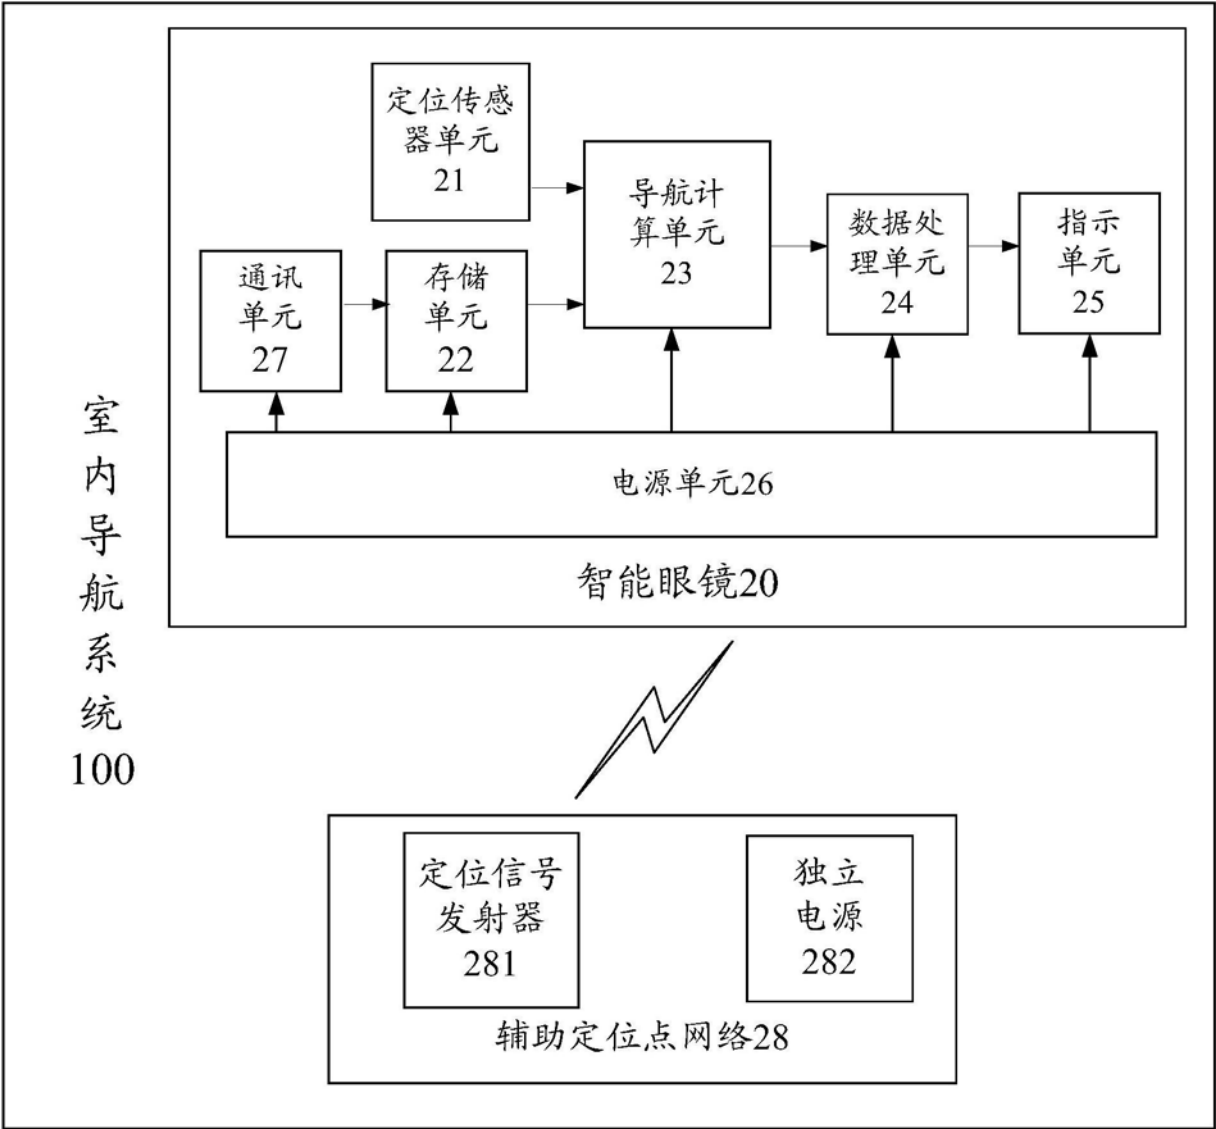 定位传感
器单元
21
导航计
算单元
23
数据处
理单元
24
指示
单元
25
通讯
单元
27
存储
单元
22
电源单元26
智能眼镜20
室
内
导
航
系
统
100
定位信号
发射器
281
独立
电源
282
辅助定位点网络28